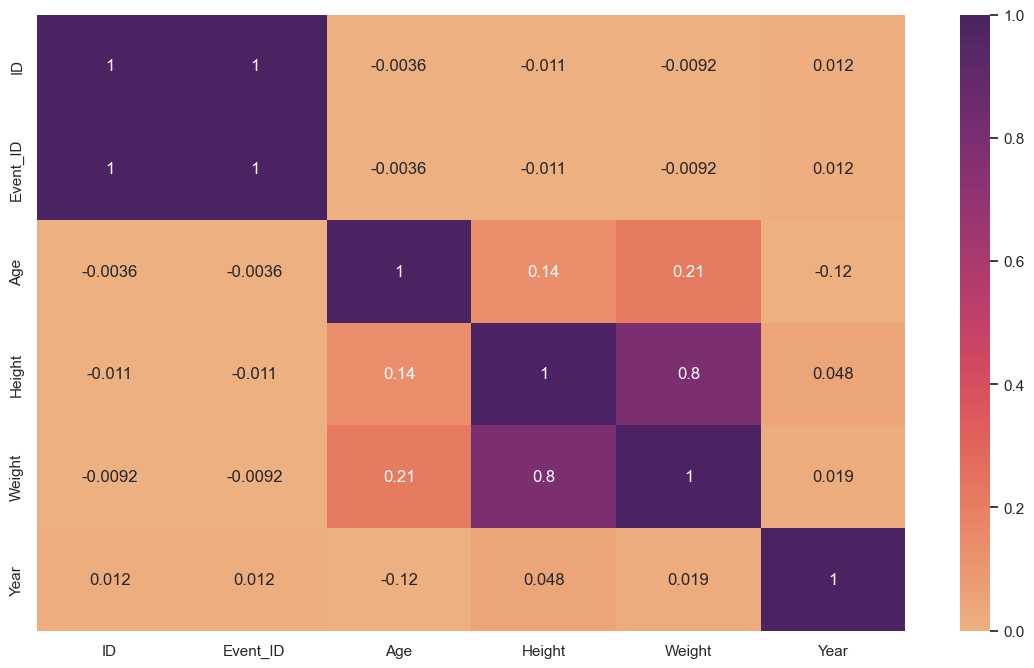 ID 1 1 -0.0036 -0.011 -0.0092 0.012
Event_ID 1 1 -0.0036 -0.011 -0.0092 0.012
Age -0.0036 -0.0036 1 0.14 0.21 -0.12
Height -0.011 -0.011 0.14 1 0.8 0.048
Weight -0.0092 -0.0092 0.21 0.8 1 0.019
Year 0.012 0.012 -0.12 0.048 0.019 1
ID Event_ID Age Height Weight Year
1.0
0.8
0.6
0.4
0.2
0.0